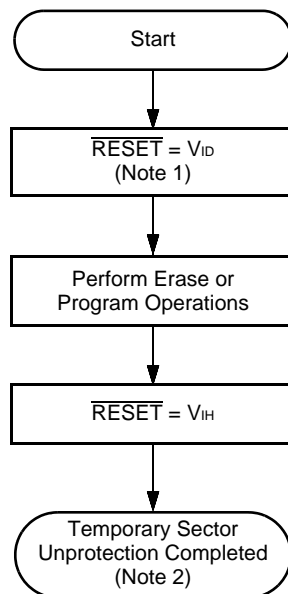 Start
RESET = VID
(Note 1)
Perform Erase or
Program Operations
RESET = VIH
Temporary Sector
Unprotection Completed
(Note 2)